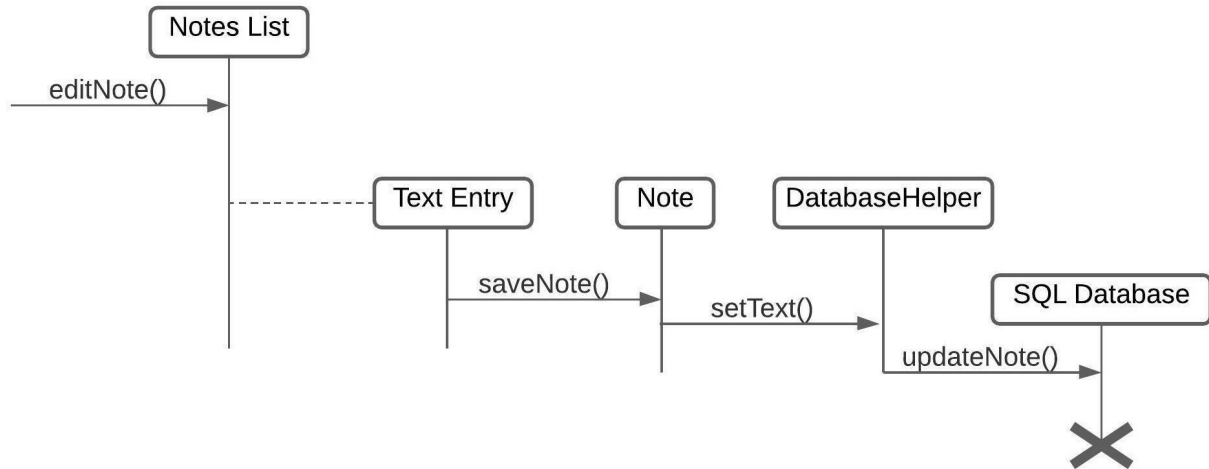 Notes List
editNote()
Text Entry
Note
DatabaseHelper
saveNote()
SQL Database
setText()
updateNote()